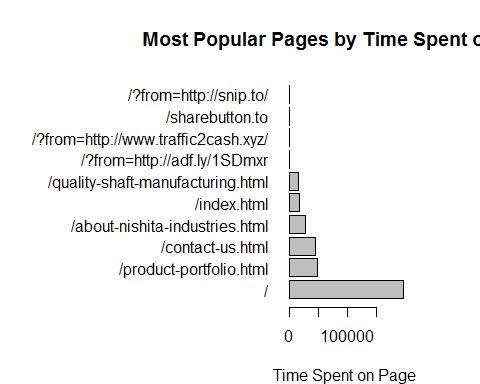 Most Popular Pages by Time Spent o
/?from=http://snip.to/
/sharebutton.to
/?from=http://www.traffic2cash.xyz/
/?from=http://adf.ly/1SDmxr
/quality-shaft-manufacturing.html
/index.html
/about-nishita-industries.html
/contact-us.html
/product-portfolio.html
/
0 100000
Time Spent on Page